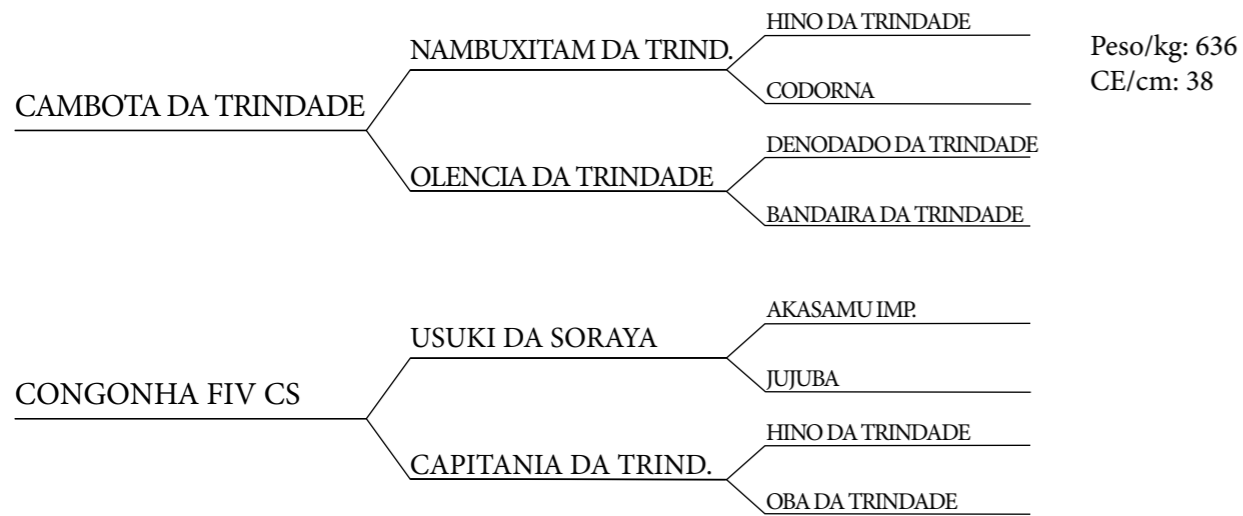 HINO DA TRINDADE
NAMBUXITAM DA TRIND.
CODORNA
CAMBOTA DA TRINDADE
DENODADO DA TRINDADE
OLENCIA DA TRINDADE
BANDAIRA DA TRINDADE
Peso/kg: 636
CE/cm: 38
AKASAMU IMP.
USUKI DA SORAYA
JUJUBA
CONGONHA FIV CS
HINO DA TRINDADE
CAPITANIA DA TRIND.
OBA DA TRINDADE